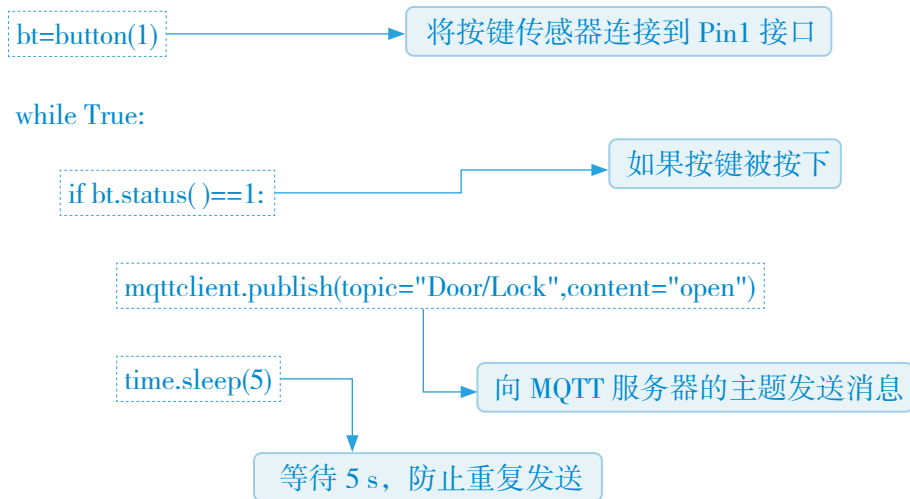 bt=button(1)
将按键传感器连接到 Pin1 接口
while True:
如果按键被按下
if bt.status( )==1:
mqttclient.publish(topic="Door/Lock",content="open")
time.sleep(5)
向 MQTT 服务器的主题发送消息
等待 5 s，防止重复发送